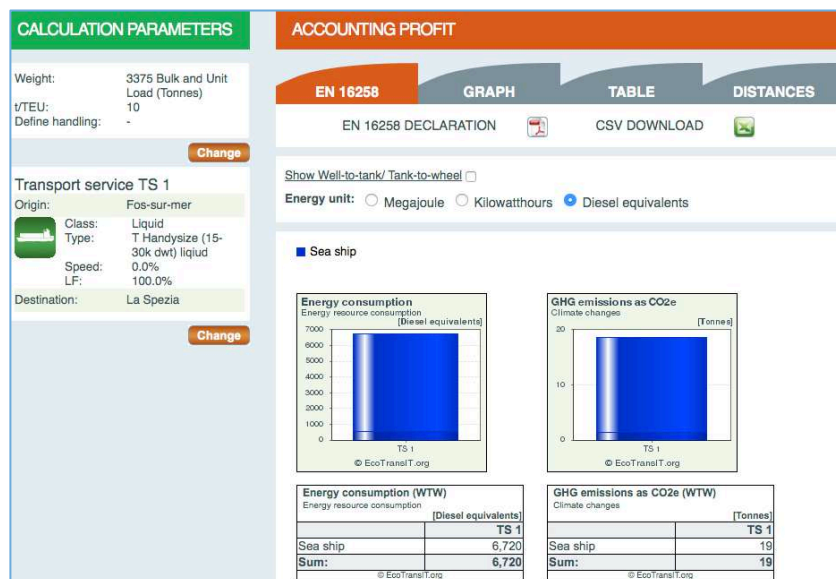 CALCULATION PARAMETERS
Weight: 3375 Bulk and Unit
Load (Tonnes)
t/TEU: 10
Define handling: -
Change
Transport service TS 1
Origin: Fos-sur-mer
Class: Liquid
Type: T Handysize (15-
30k dwt) liqiud
Speed: 0.0%
LF: 100.0%
Destination: La Spezia
Change
ACCOUNTING PROFIT
EN 16258 GRAPH TABLE DISTANCES
EN 16258 DECLARATION CSV DOWNLOAD
Show Well-to-tank/ Tank-to-wheel
Energy unit: Megajoule Kilowatthours Diesel equivalents
Sea ship
Energy consumption
Energy resource consumption
[Diesel equivalents]
7000
6000
5000
4000
3000
2000
1000
0
TS 1
© EcoTransIT.org
GHG emissions as CO2e
Climate changes
[Tonnes]
20
10
0
TS 1
© EcoTransIT.org
Energy consumption (WTW)
Energy resource consumption
[Diesel equivalents]
TS 1
Sea ship 6,720
Sum: 6,720
© EcoTransIT.org
GHG emissions as CO2e (WTW)
Climate changes
[Tonnes]
TS 1
Sea ship 19
Sum: 19
© EcoTransIT.org